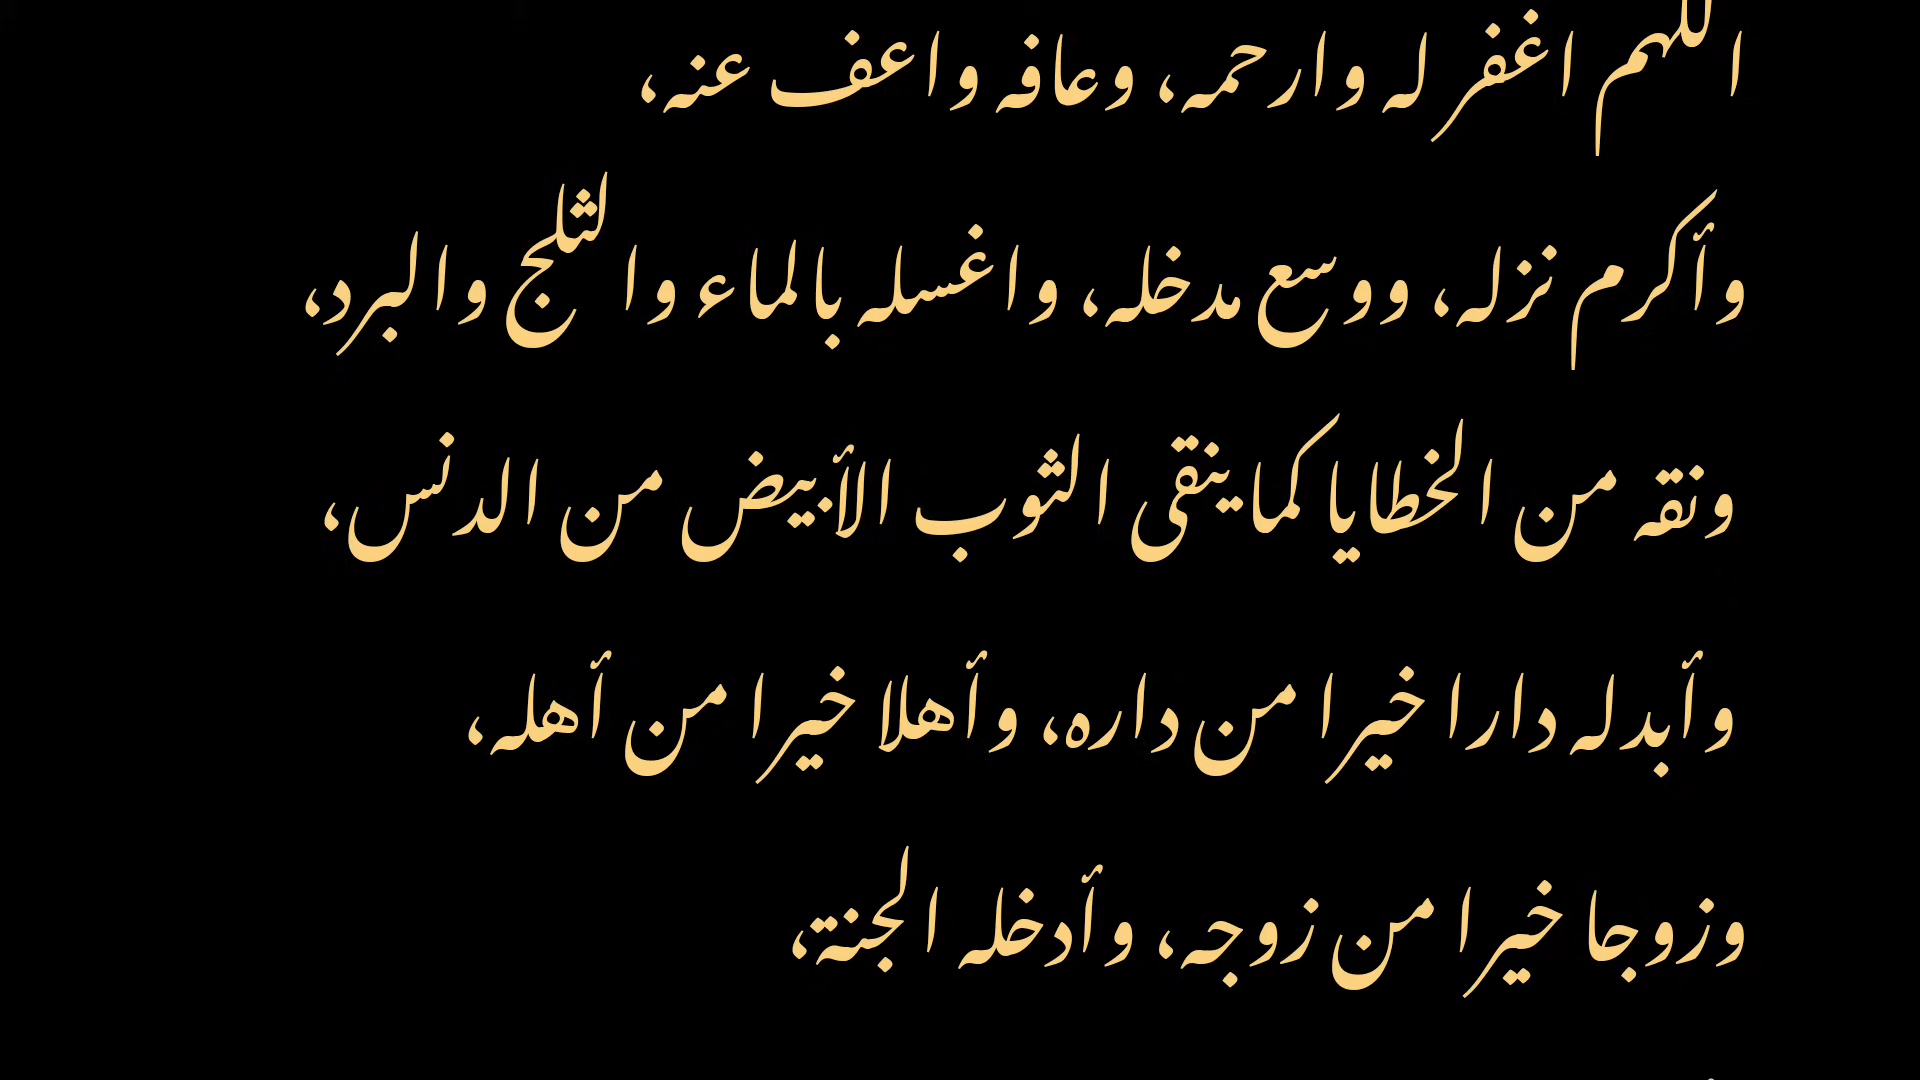 اللهم اغفر له وارحمه، وعافه واعف عنه،
وأكرم نزله، ووسع مدخله، واغسله بالماء والثلج والبرد،
ونقه من الخطايا كما ينقى الثوب الأبيض من الدنس،
وأبدله دارا خيرا من داره، وأهلا خيرا من أهله،
وزوجا خيرا من زوجه، وأدخله الجنة،